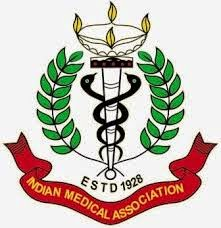 ESTD 1928
INDIAN MEDICAL ASSOCIATION